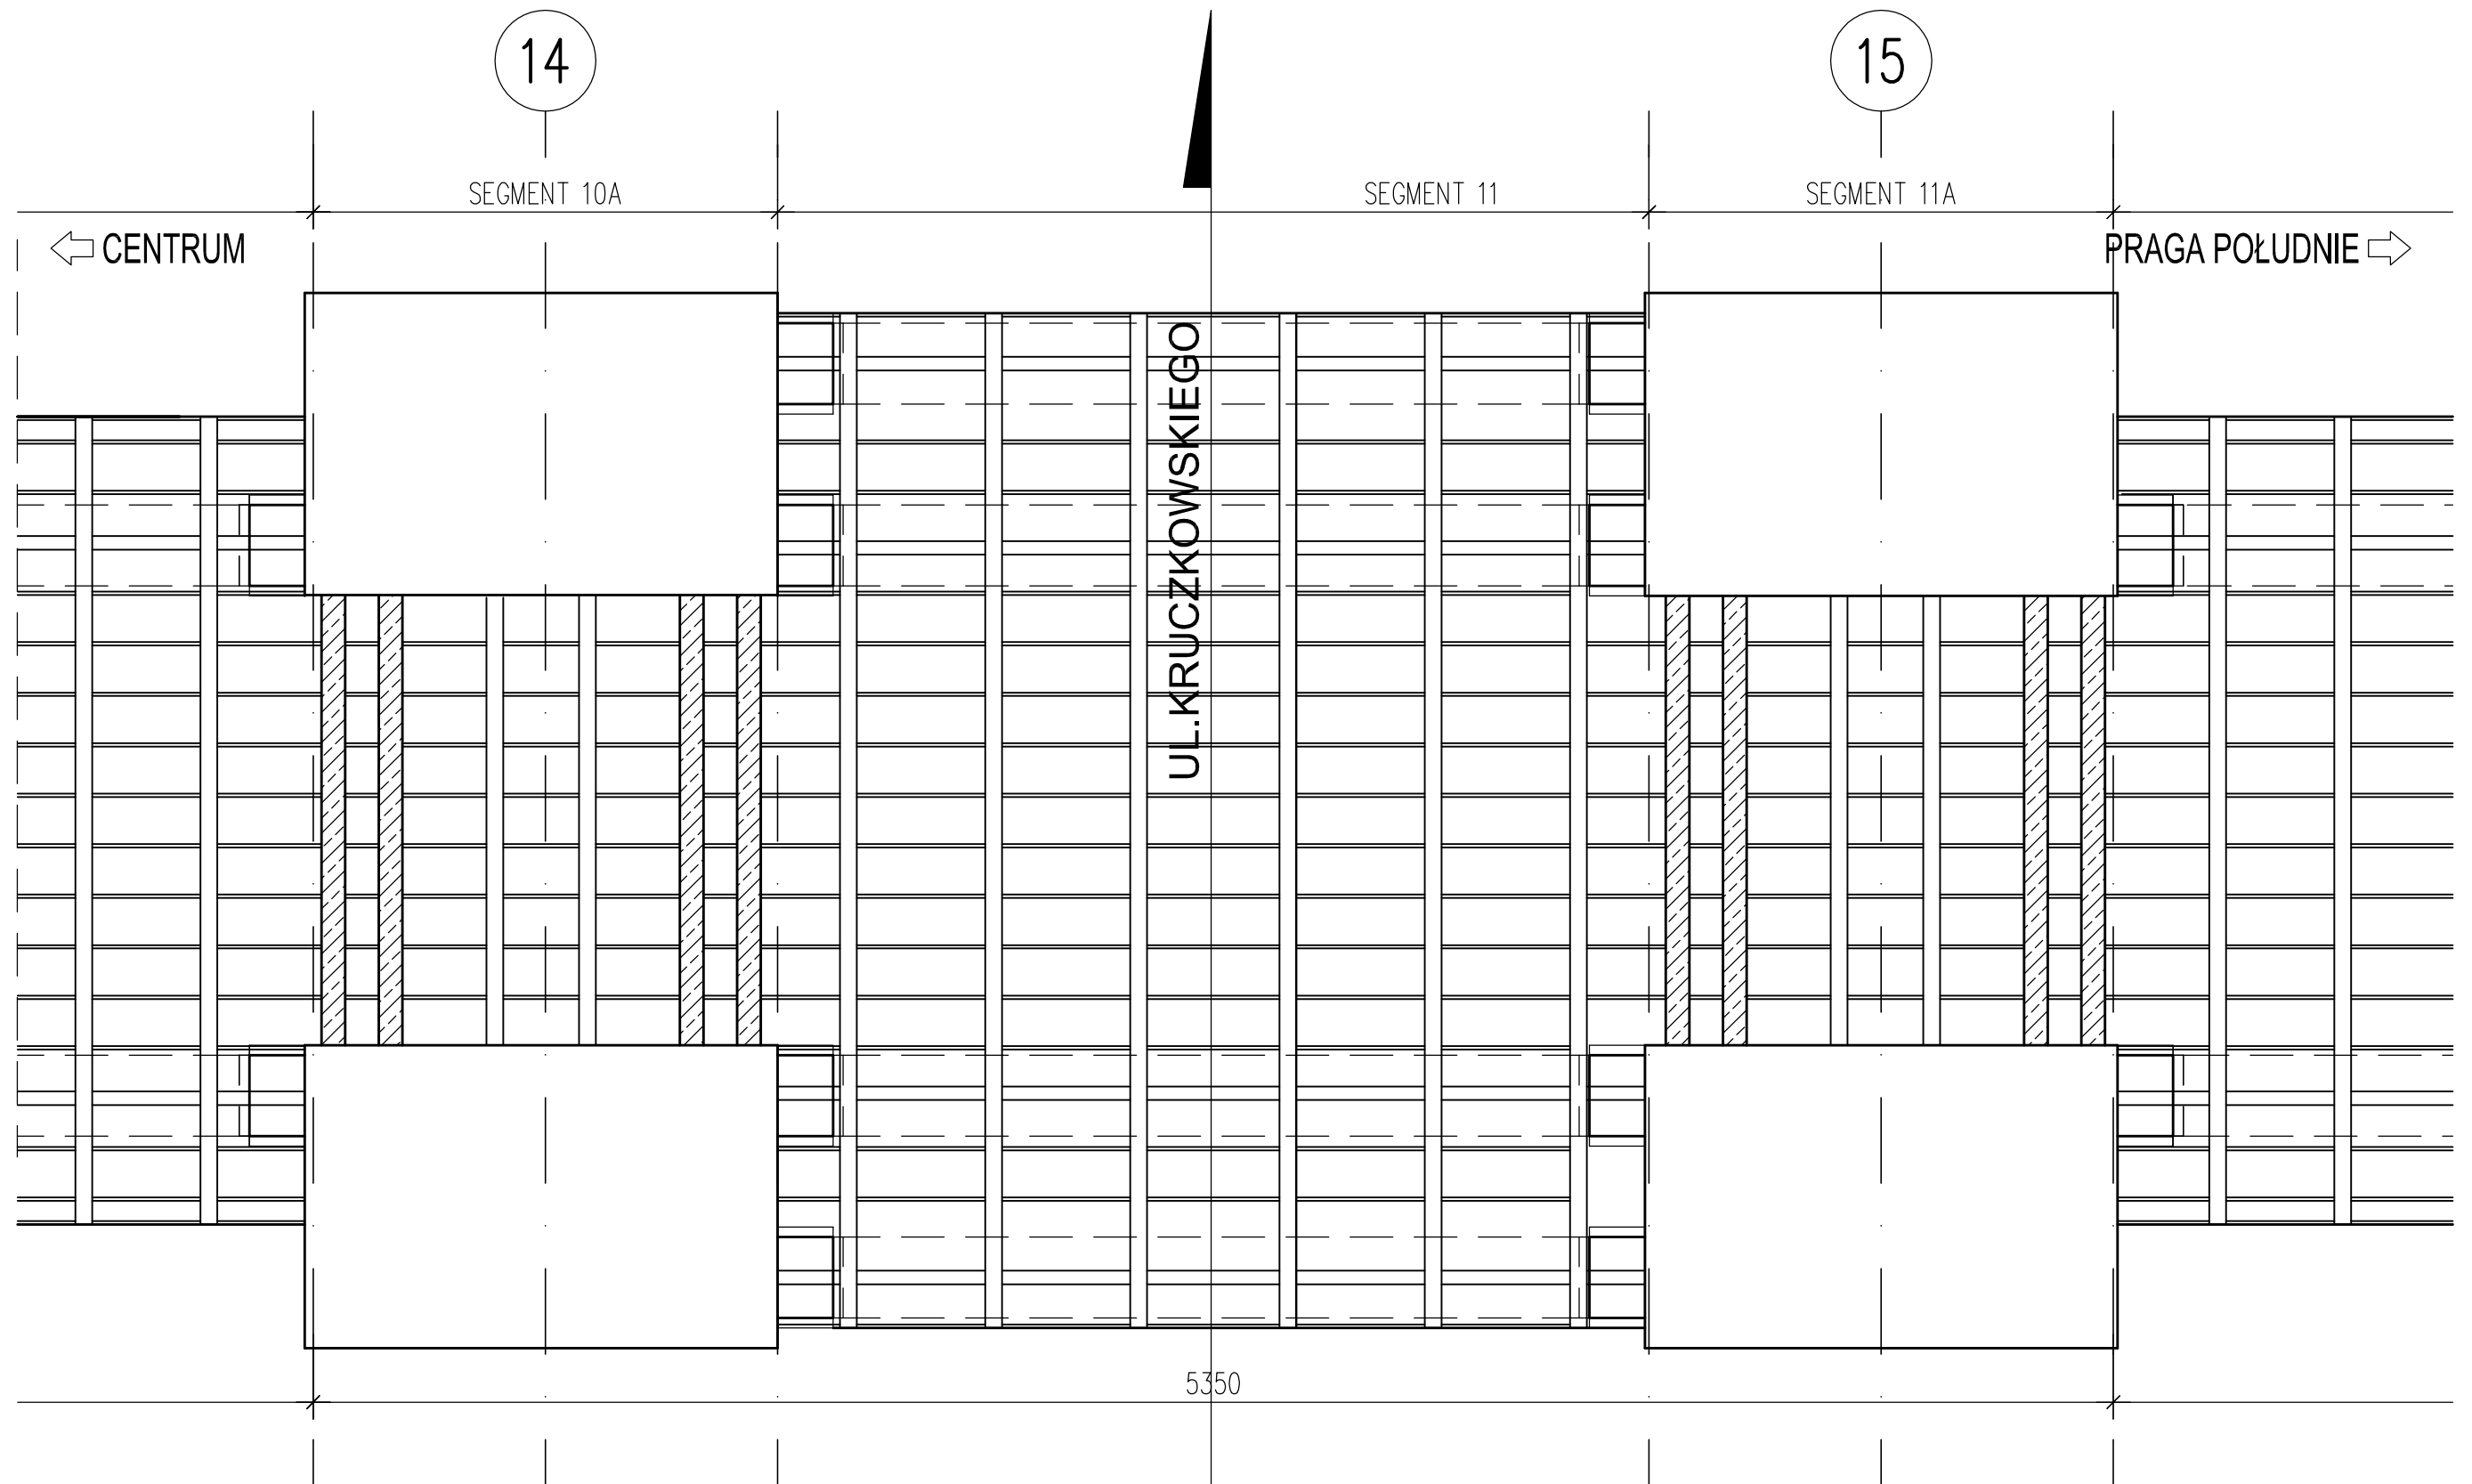 14
15
SEGMENT 10A
SEGMENT 11
SEGMENT 11A
CENTRUM
PRAGA POŁUDNIE
UL.KRUCZKOWSKIEGO
5350